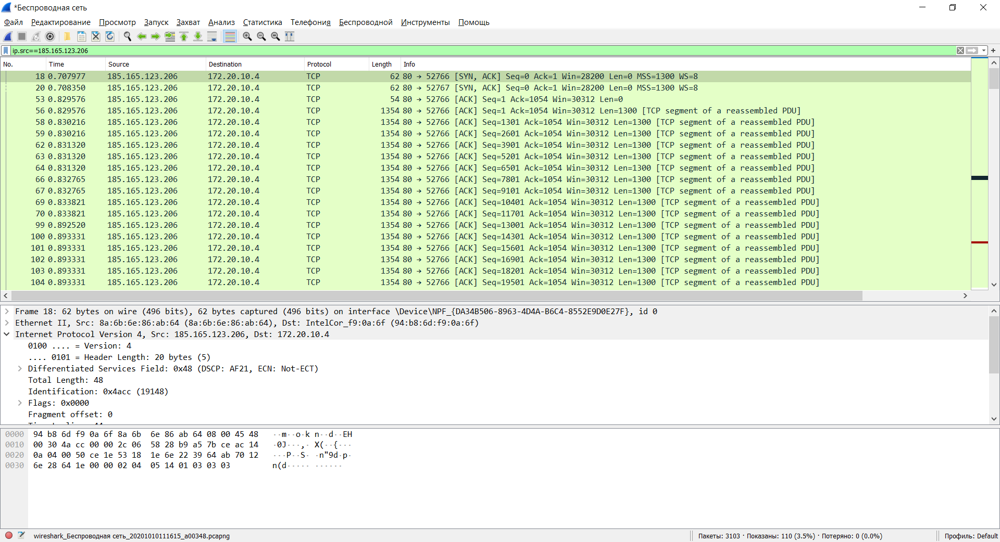 *Беспроводная сеть
Файл Редактирование Просмотр Запуск Захват Анализ Статистика Телефония Беспроводной Инструменты Помощь
ip.src==185.165.123.206
No. Time Source Destination Protocol Length Info
18 0.707977 185.165.123.206 172.20.10.4 TCP 62 80 → 52766 [SYN, ACK] Seq=0 Ack=1 Win=28200 Len=0 MSS=1300 WS=8
20 0.708350 185.165.123.206 172.20.10.4 TCP 62 80 → 52767 [SYN, ACK] Seq=0 Ack=1 Win=28200 Len=0 MSS=1300 WS=8
53 0.829576 185.165.123.206 172.20.10.4 TCP 54 80 → 52766 [ACK] Seq=1 Ack=1054 Win=30312 Len=0
56 0.829576 185.165.123.206 172.20.10.4 TCP 1354 80 → 52766 [ACK] Seq=1 Ack=1054 Win=30312 Len=1300 [TCP segment of a reassembled PDU]
58 0.830216 185.165.123.206 172.20.10.4 TCP 1354 80 → 52766 [ACK] Seq=1301 Ack=1054 Win=30312 Len=1300 [TCP segment of a reassembled PDU]
59 0.830216 185.165.123.206 172.20.10.4 TCP 1354 80 → 52766 [ACK] Seq=2601 Ack=1054 Win=30312 Len=1300 [TCP segment of a reassembled PDU]
62 0.831320 185.165.123.206 172.20.10.4 TCP 1354 80 → 52766 [ACK] Seq=3901 Ack=1054 Win=30312 Len=1300 [TCP segment of a reassembled PDU]
63 0.831320 185.165.123.206 172.20.10.4 TCP 1354 80 → 52766 [ACK] Seq=5201 Ack=1054 Win=30312 Len=1300 [TCP segment of a reassembled PDU]
64 0.831320 185.165.123.206 172.20.10.4 TCP 1354 80 → 52766 [ACK] Seq=6501 Ack=1054 Win=30312 Len=1300 [TCP segment of a reassembled PDU]
66 0.832765 185.165.123.206 172.20.10.4 TCP 1354 80 → 52766 [ACK] Seq=7801 Ack=1054 Win=30312 Len=1300 [TCP segment of a reassembled PDU]
67 0.832765 185.165.123.206 172.20.10.4 TCP 1354 80 → 52766 [ACK] Seq=9101 Ack=1054 Win=30312 Len=1300 [TCP segment of a reassembled PDU]
69 0.833821 185.165.123.206 172.20.10.4 TCP 1354 80 → 52766 [ACK] Seq=10401 Ack=1054 Win=30312 Len=1300 [TCP segment of a reassembled PDU]
70 0.833821 185.165.123.206 172.20.10.4 TCP 1354 80 → 52766 [ACK] Seq=11701 Ack=1054 Win=30312 Len=1300 [TCP segment of a reassembled PDU]
99 0.892520 185.165.123.206 172.20.10.4 TCP 1354 80 → 52766 [ACK] Seq=13001 Ack=1054 Win=30312 Len=1300 [TCP segment of a reassembled PDU]
100 0.893331 185.165.123.206 172.20.10.4 TCP 1354 80 → 52766 [ACK] Seq=14301 Ack=1054 Win=30312 Len=1300 [TCP segment of a reassembled PDU]
101 0.893331 185.165.123.206 172.20.10.4 TCP 1354 80 → 52766 [ACK] Seq=15601 Ack=1054 Win=30312 Len=1300 [TCP segment of a reassembled PDU]
102 0.893331 185.165.123.206 172.20.10.4 TCP 1354 80 → 52766 [ACK] Seq=16901 Ack=1054 Win=30312 Len=1300 [TCP segment of a reassembled PDU]
103 0.893331 185.165.123.206 172.20.10.4 TCP 1354 80 → 52766 [ACK] Seq=18201 Ack=1054 Win=30312 Len=1300 [TCP segment of a reassembled PDU]
104 0.893331 185.165.123.206 172.20.10.4 TCP 1354 80 → 52766 [ACK] Seq=19501 Ack=1054 Win=30312 Len=1300 [TCP segment of a reassembled PDU]
Frame 18: 62 bytes on wire (496 bits), 62 bytes captured (496 bits) on interface \Device\NPF_{DA34B506-8963-4D4A-B6C4-8552E9D0E27F}, id 0
Ethernet II, Src: 8a:6b:6e:86:ab:64 (8a:6b:6e:86:ab:64), Dst: IntelCor_f9:0a:6f (94:b8:6d:f9:0a:6f)
Internet Protocol Version 4, Src: 185.165.123.206, Dst: 172.20.10.4
0100 .... = Version: 4
.... 0101 = Header Length: 20 bytes (5)
Differentiated Services Field: 0x48 (DSCP: AF21, ECN: Not-ECT)
Total Length: 48
Identification: 0x4acc (19148)
Flags: 0x0000
Fragment offset: 0
0000 94 b8 6d f9 0a 6f 8a 6b 6e 86 ab 64 08 00 45 48 ··m··o·k n··d··EH
0010 00 30 4a cc 00 00 2c 06 58 28 b9 a5 7b ce ac 14 ·0J···,· X(··{···
0020 0a 04 00 50 ce 1e 53 18 1e 6e 22 39 64 ab 70 12 ···P··S· ·n"9d·p·
0030 6e 28 64 1e 00 00 02 04 05 14 01 03 03 03 n(d····· ······
wireshark_Беспроводная сеть_20201010111615_a00348.pcapng Пакеты: 3103 · Показаны: 110 (3.5%) · Потеряно: 0 (0.0%) Профиль: Default